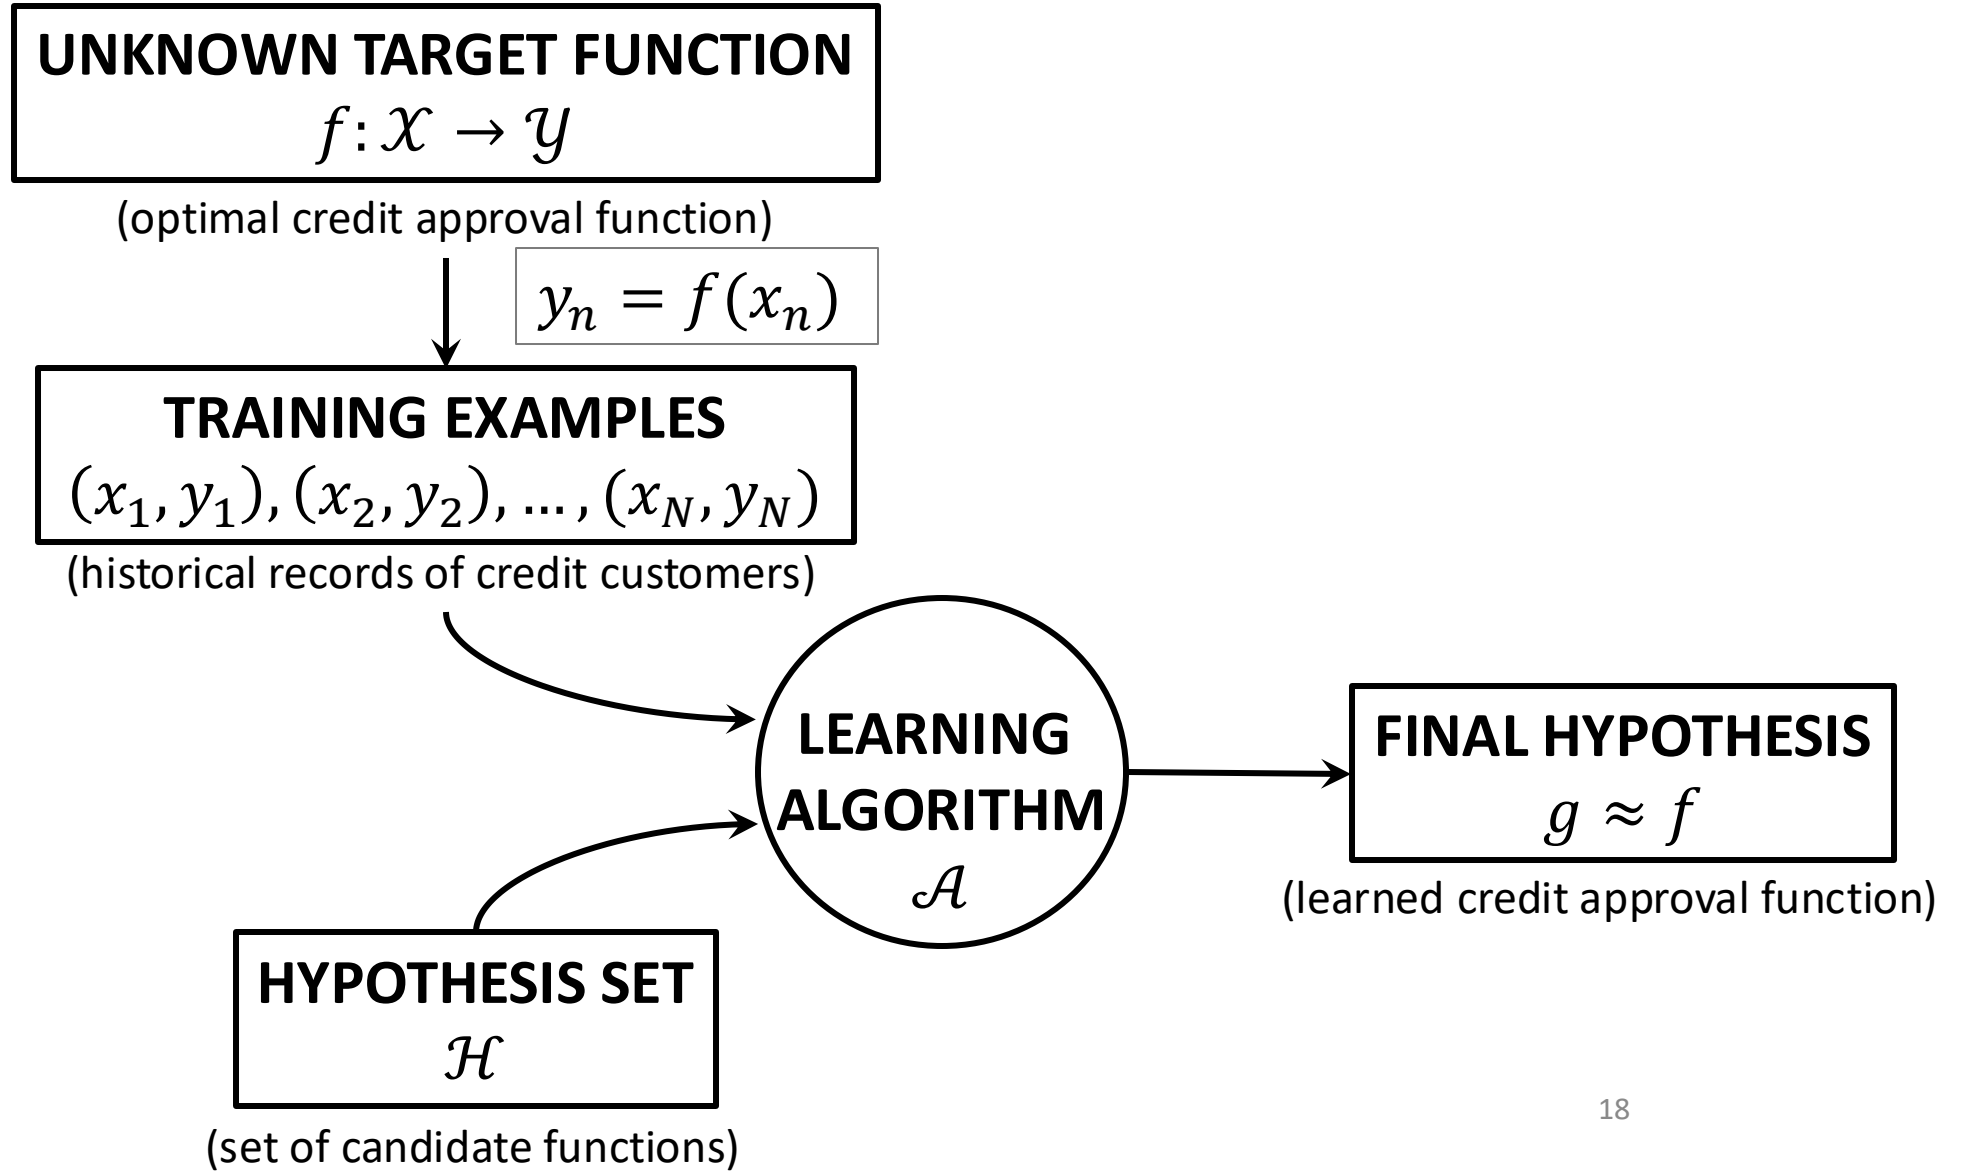 UNKNOWN TARGET FUNCTION
𝑓: 𝒳 → 𝒴
(optimal credit approval function)
𝑦ₙ = 𝑓(𝑥ₙ)
TRAINING EXAMPLES
(𝑥₁, 𝑦₁), (𝑥₂, 𝑦₂), … , (𝑥_N, 𝑦_N)
(historical records of credit customers)
LEARNING
ALGORITHM
𝒜
FINAL HYPOTHESIS
𝑔 ≈ 𝑓
(learned credit approval function)
HYPOTHESIS SET
ℋ
(set of candidate functions)
18